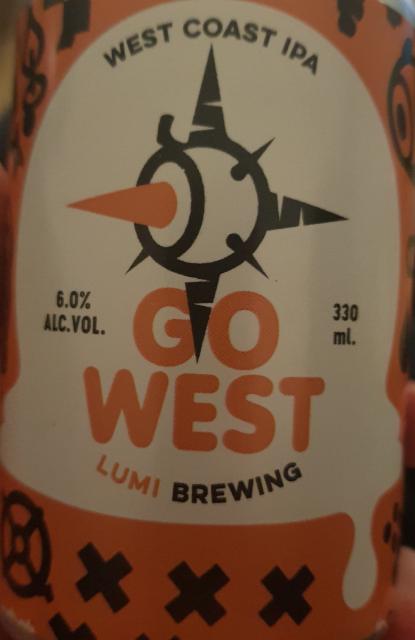 WEST COAST IPA
N
N
S
6.0%
ALC.VOL.
330
ml.
GO
WEST
LUMI BREWING